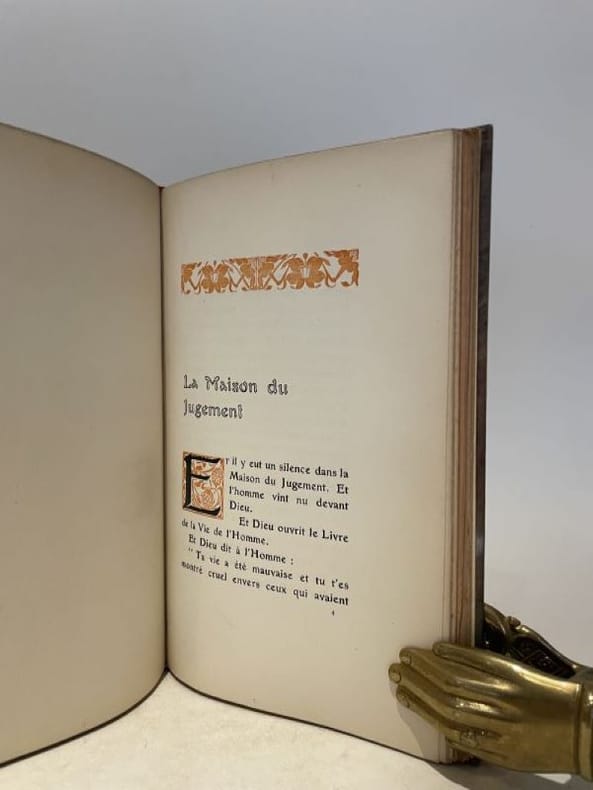 La Maison du
Jugement
ET il y eut un silence dans la
Maison du Jugement. Et
l'homme vint nu devant
Dieu.
Et Dieu ouvrit le Livre
de la Vie de l'Homme.
Et Dieu dit à l'Homme :
" Ta vie a été mauvaise et tu t'es
montré cruel envers ceux qui avaient
4